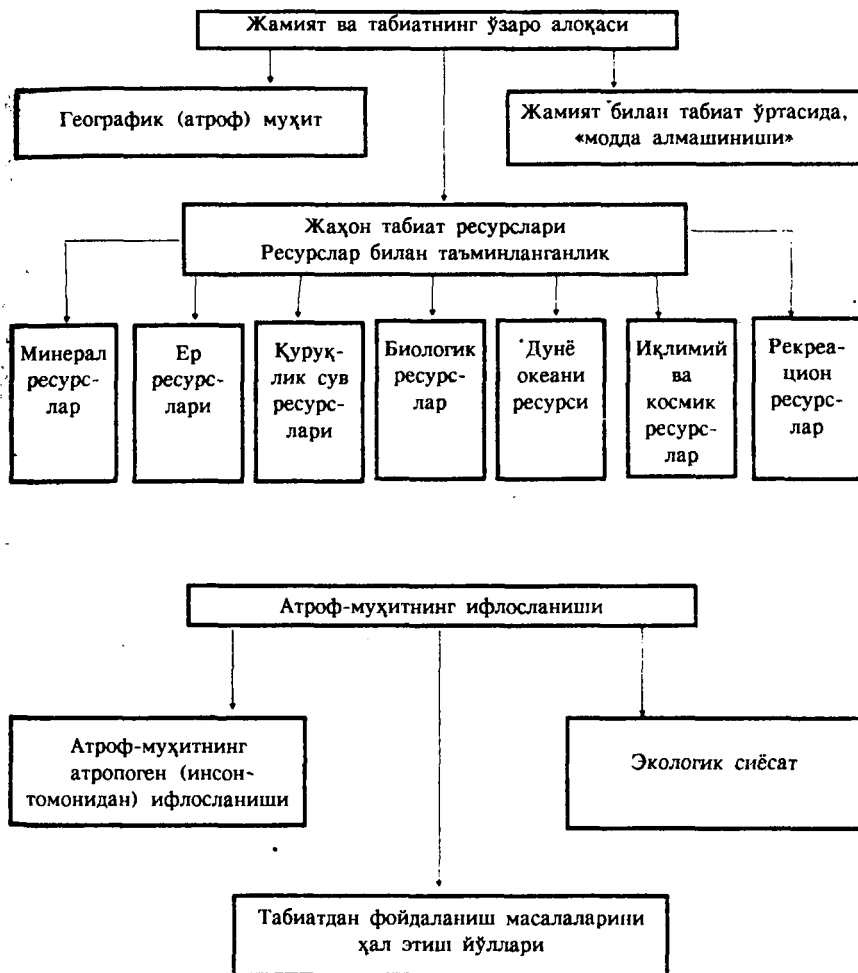 Жамият ва табиатнинг ўзаро алоқаси
Географик (атроф) муҳит
Жамият билан табиат ўртасида,
«модда алмашиниши»
Жаҳон табиат ресурслари
Ресурслар билан таъминланганлик
Минерал
ресурс-
лар
Ер
ресурс-
лари
Қуруқ-
лик сув
ресурс-
лари
Биологик
ресурс-
лар
Дунё
океани
ресурси
Иқлимий
ва
космик
ресурс-
лар
Рекреа-
цион
ресурс-
лар
Атроф-муҳитнинг ифлосланиши
Атроф-муҳитнинг
атропоген (инсон-
томонидан) ифлосланиши
Экологик сиёсат
Табиатдан фойдаланиш масалаларини
ҳал этиш йўллари